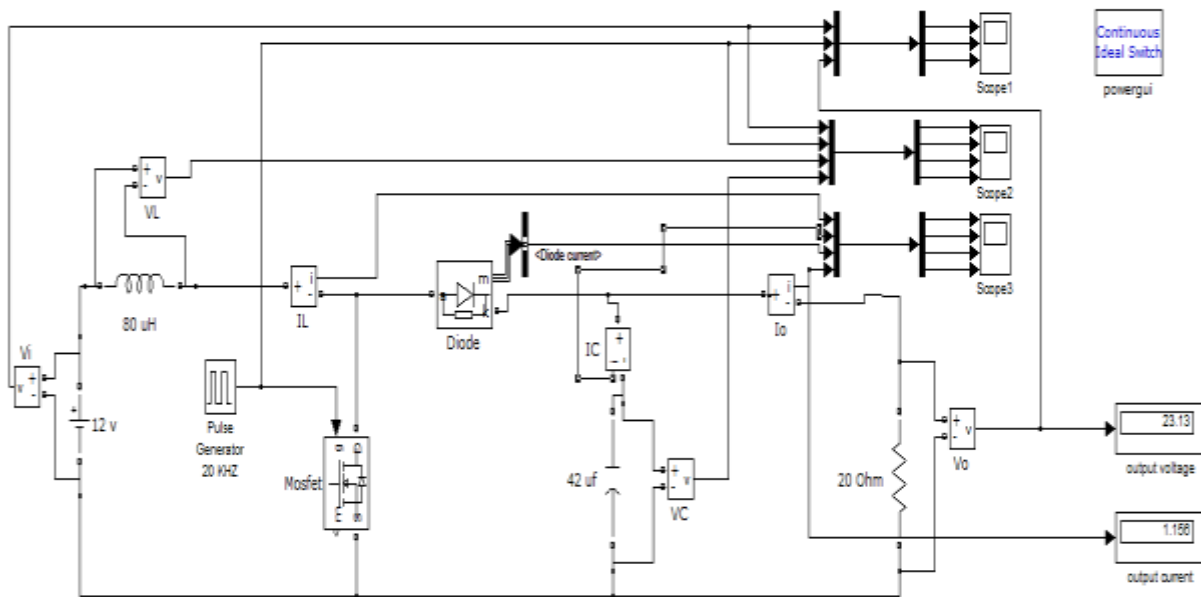 Continuous
Ideal Switch
powergui
Scope1
Scope2
Scope3
+
-
v
VL
<Diode current>
80 uH
+
i
-
IL
m
a
k
Diode
+
i
-
Io
Vi
v
+
-
12 v
Pulse
Generator
20 KHZ
g
D
m
S
Mosfet
IC
+
-
i
42 uf
+
-
v
VC
20 Ohm
+
-
v
Vo
23.13
output voltage
1.156
output current